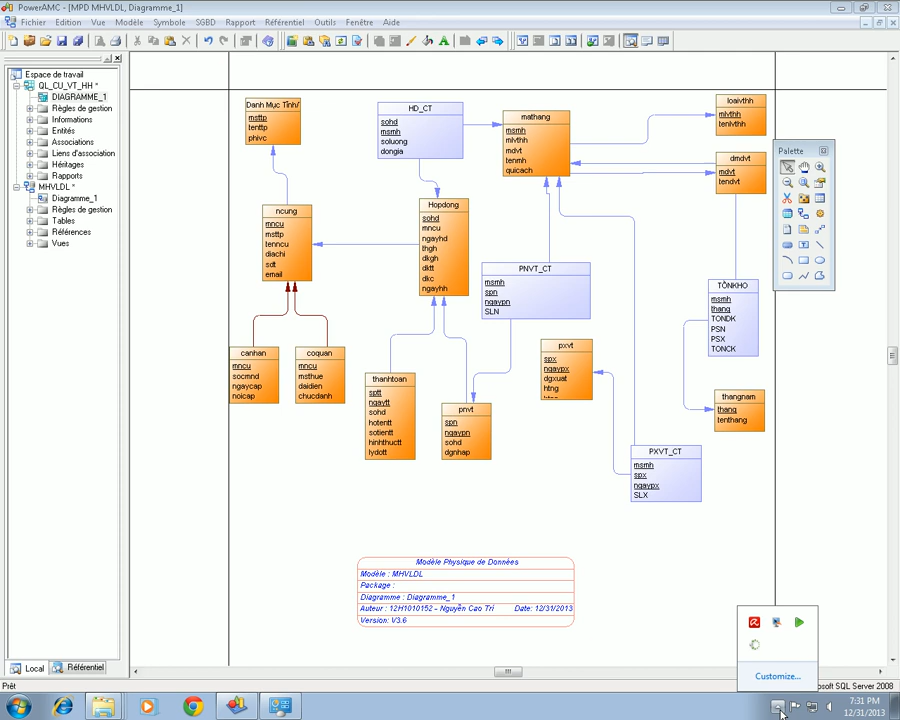 PowerAMC - [MPD MHVLDL, Diagramme_1]
Fichier Edition Vue Modèle Symbole SGBD Rapport Référentiel Outils Fenêtre Aide
Espace de travail
QL_CU_VT_HH *
DIAGRAMME_1
Règles de gestion
Informations
Entités
Associations
Liens d'association
Héritages
Rapports
MHVLDL *
Diagramme_1
Règles de gestion
Tables
Références
Vues
Local
Référentiel
Danh Mục Tỉnh/
msttp
tenttp
phivc
HD_CT
sohd
msmh
soluong
dongia
mathang
msmh
mlvthh
mdvt
tenmh
quicach
loaivthh
mlvthh
tenlvthh
dmdvt
mdvt
tendvt
Palette
ncung
mncu
msttp
tenncu
diachi
sdt
email
Hopdong
sohd
mncu
ngayhd
thgh
dkgh
dktt
dkc
ngayhh
PNVT_CT
msmh
spn
ngaypn
SLN
TỒNKHO
msmh
thang
TONDK
PSN
PSX
TONCK
canhan
mncu
socmnd
ngaycap
noicap
coquan
mncu
msthue
daidien
chucdanh
thanhtoan
sptt
ngaytt
sohd
hotentt
sotientt
hinhthuctt
lydott
pnvt
spn
ngaypn
sohd
dgnhap
pxvt
spx
ngaypx
dgxuat
htng
thangnam
thang
tenthang
PXVT_CT
msmh
spx
ngaypx
SLX
Modèle Physique de Données
Modèle : MHVLDL
Package :
Diagramme : Diagramme_1
Auteur : 12H1010152 - Nguyễn Cao Trí Date: 12/31/2013
Version: V3.6
Customize...
Prêt
osoft SQL Server 2008
7:31 PM
12/31/2013